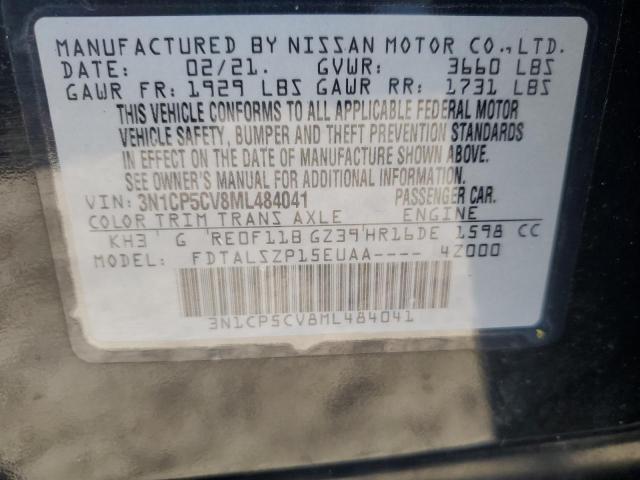 MANUFACTURED BY NISSAN MOTOR CO.,LTD.
DATE: 02/21. GVWR: 3660 LBS
GAWR FR: 1929 LBS GAWR RR: 1731 LBS
THIS VEHICLE CONFORMS TO ALL APPLICABLE FEDERAL MOTOR
VEHICLE SAFETY, BUMPER AND THEFT PREVENTION STANDARDS
IN EFFECT ON THE DATE OF MANUFACTURE SHOWN ABOVE.
SEE OWNER'S MANUAL FOR ADDITIONAL INFORMATION.
VIN: 3N1CP5CV8ML484041 PASSENGER CAR.
COLOR TRIM TRANS AXLE ENGINE
KH3 G RE0F11B GZ39 HR16DE 1598 CC
MODEL: FDTALSZP15EUAA---- 4Z000
3N1CP5CV8ML484041